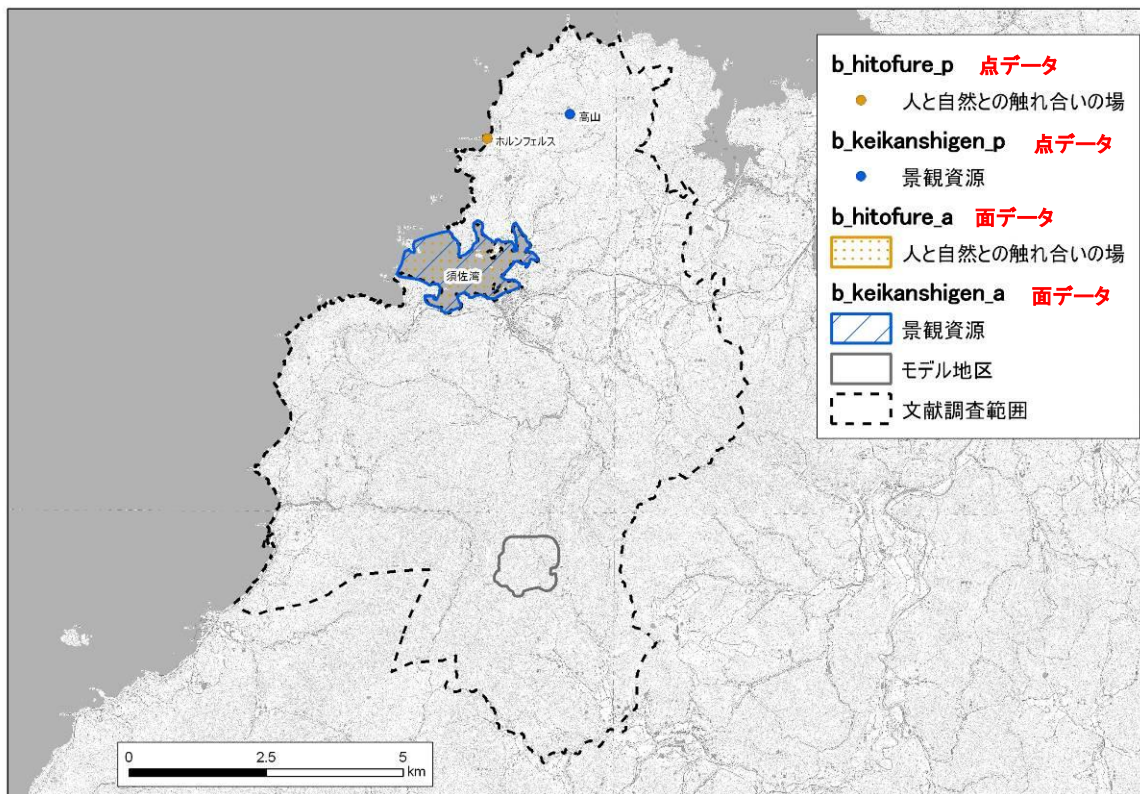 b_hitofure_p 点データ
人と自然との触れ合いの場
b_keikanshigen_p 点データ
景観資源
b_hitofure_a 面データ
人と自然との触れ合いの場
b_keikanshigen_a 面データ
景観資源
モデル地区
文献調査範囲
高山
ホルンフェルス
須佐湾
0 2.5 5
km